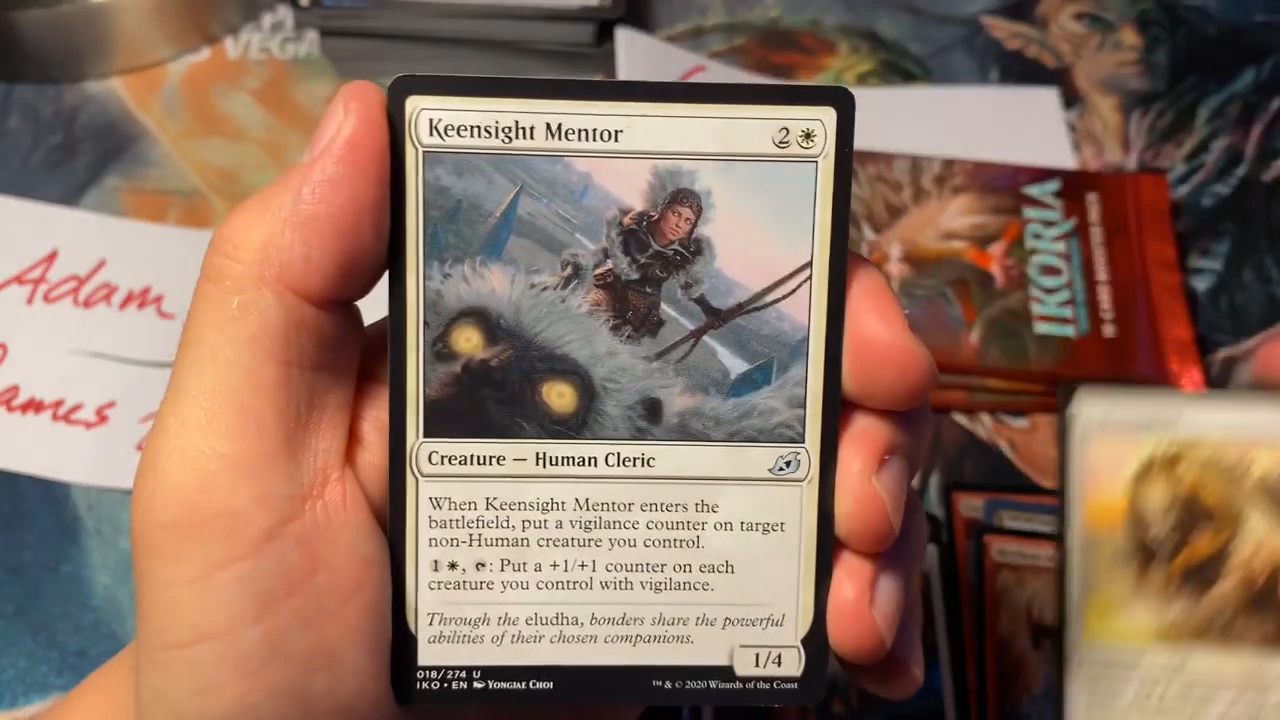 VEGA
Adam
ames
Keensight Mentor
2
Creature — Human Cleric
When Keensight Mentor enters the
battlefield, put a vigilance counter on target
non-Human creature you control.
1 , : Put a +1/+1 counter on each
creature you control with vigilance.
Through the eludha, bonders share the powerful
abilities of their chosen companions.
1/4
018/274 U
IKO • EN YONGJAE CHOI
™ & © 2020 Wizards of the Coast
IKORIA